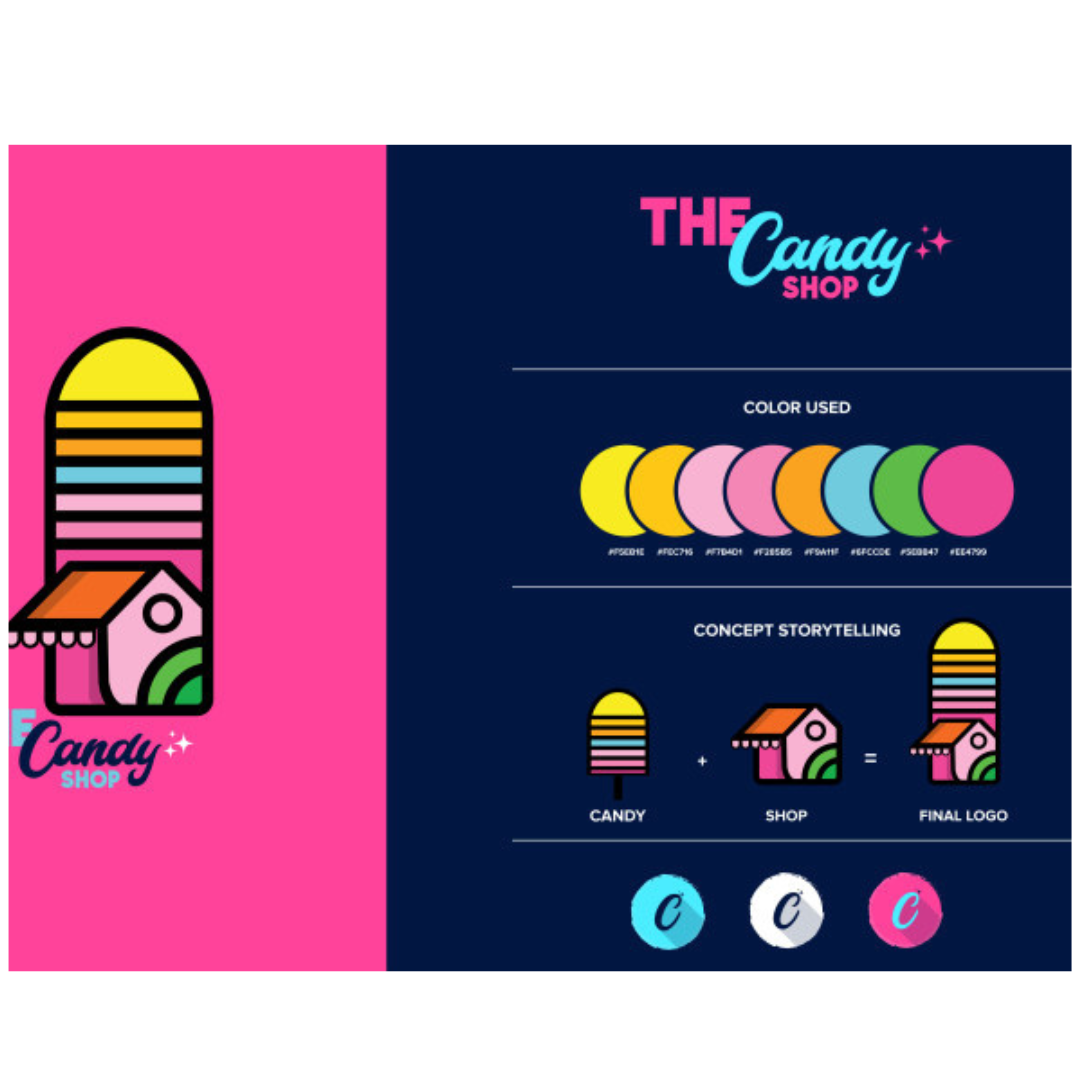 E
Candy
SHOP
THE
Candy
SHOP
COLOR USED
#F5EB1E #FEC716 #F7B4D1 #F285B5 #F9A11F #6FCCDE #5EBB47 #EE4799
CONCEPT STORYTELLING
+ =
CANDY SHOP FINAL LOGO
C C C